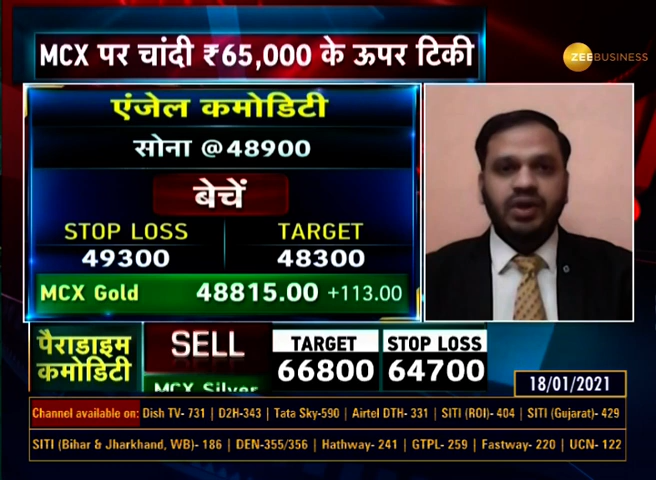 MCX पर चांदी ₹65,000 के ऊपर टिकी
ZEEBUSINESS
एंजेल कमोडिटी
सोना @48900
बेचें
STOP LOSS TARGET
49300 48300
MCX Gold 48815.00 +113.00
पैराडाइम
कमोडिटी
SELL
MCX Silver
TARGET STOP LOSS
66800 64700
18/01/2021
Channel available on: Dish TV- 731 | D2H-343 | Tata Sky-590 | Airtel DTH- 331 | SITI (ROI)- 404 | SITI (Gujarat)- 429
SITI (Bihar & Jharkhand, WB)- 186 | DEN-355/356 | Hathway- 241 | GTPL- 259 | Fastway- 220 | UCN- 122